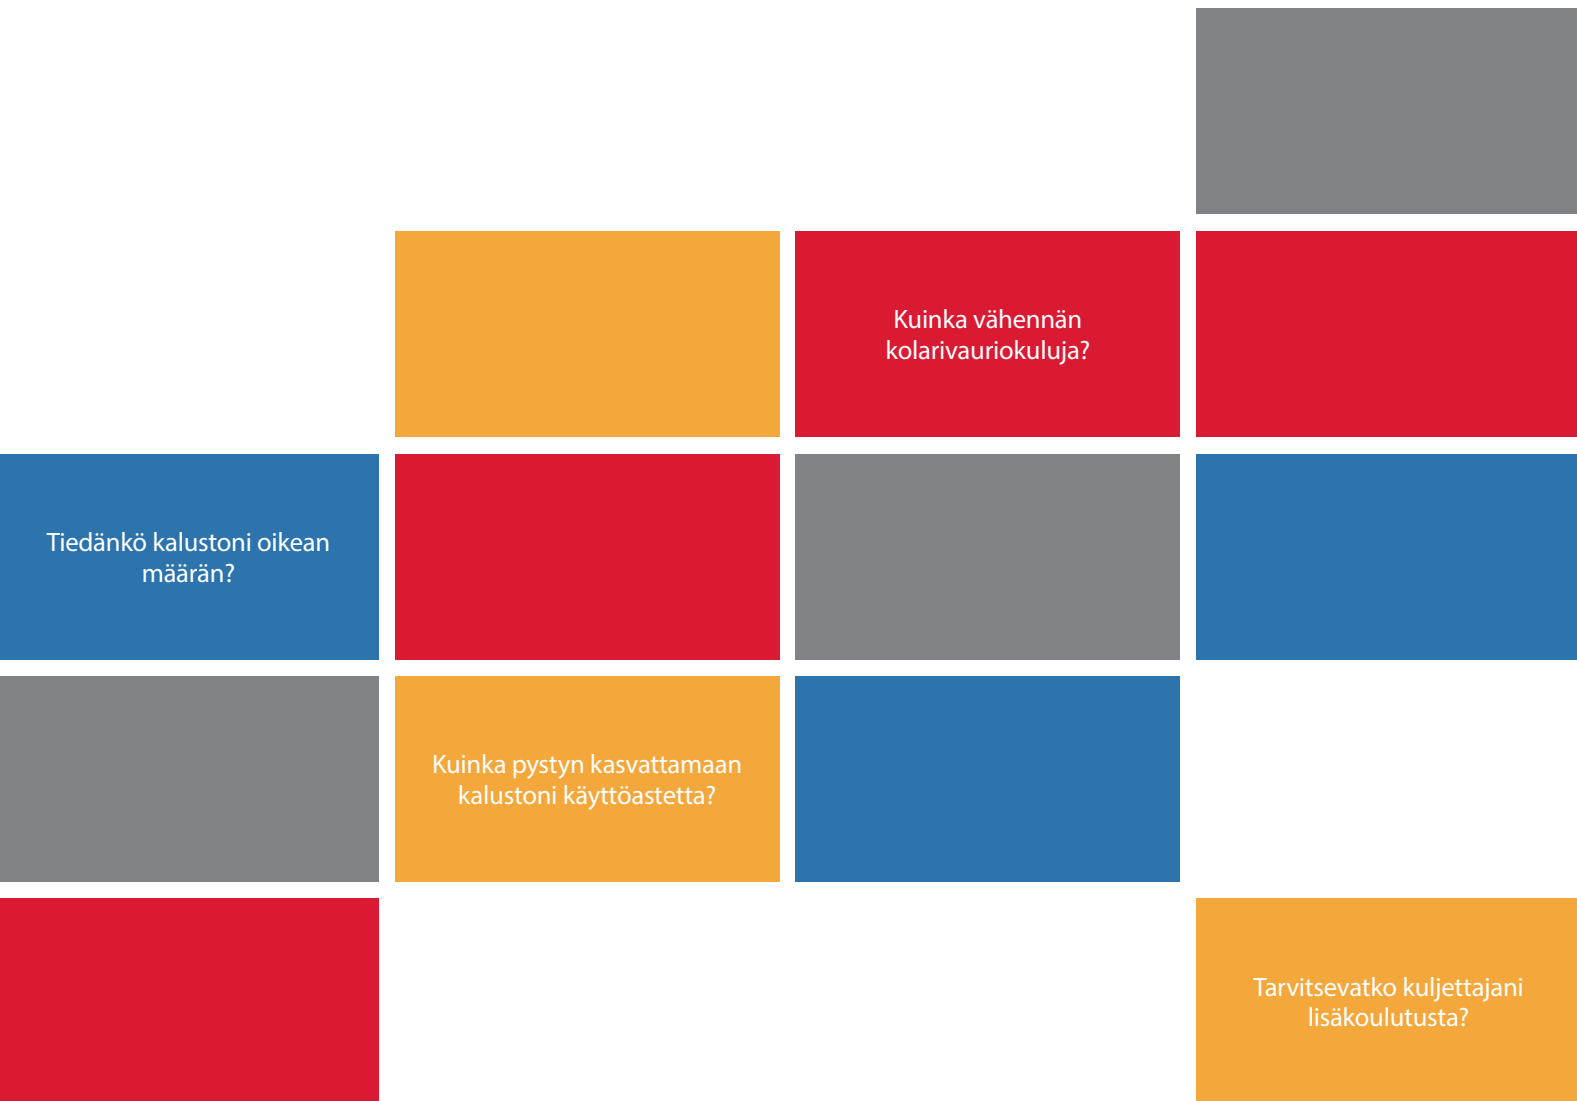 Kuinka vähennän
kolarivauriokuluja?
Tiedänkö kalustoni oikean
määrän?
Kuinka pystyn kasvattamaan
kalustoni käyttöastetta?
Tarvitsevatko kuljettajani
lisäkoulutusta?